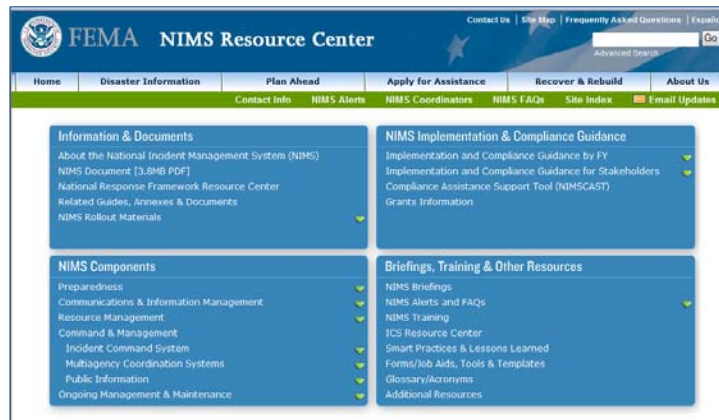 Contact Us | Site Map | Frequently Asked Questions | Españo
FEMA NIMS Resource Center
Go
Advanced Search
Home Disaster Information Plan Ahead Apply for Assistance Recover & Rebuild About Us
Contact Info NIMS Alerts NIMS Coordinators NIMS FAQs Site Index Email Updates
Information & Documents
About the National Incident Management System (NIMS)
NIMS Document [3.8MB PDF]
National Response Framework Resource Center
Related Guides, Annexes & Documents
NIMS Rollout Materials
NIMS Implementation & Compliance Guidance
Implementation and Compliance Guidance by FY
Implementation and Compliance Guidance for Stakeholders
Compliance Assistance Support Tool (NIMSCAST)
Grants Information
NIMS Components
Preparedness
Communications & Information Management
Resource Management
Command & Management
Incident Command System
Multiagency Coordination Systems
Public Information
Ongoing Management & Maintenance
Briefings, Training & Other Resources
NIMS Briefings
NIMS Alerts and FAQs
NIMS Training
ICS Resource Center
Smart Practices & Lessons Learned
Forms/Job Aids, Tools & Templates
Glossary/Acronyms
Additional Resources